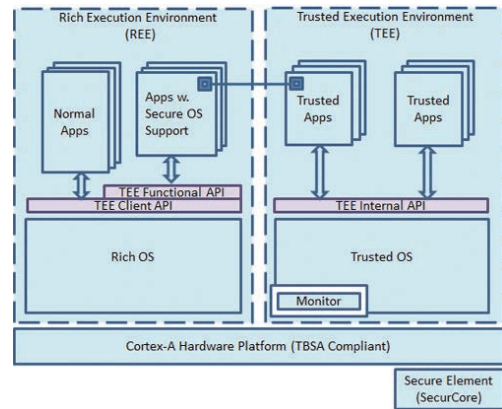 Rich Execution Environment
(REE)
Trusted Execution Environment
(TEE)
Normal
Apps
Apps w.
Secure OS
Support
Trusted
Apps
Trusted
Apps
TEE Functional API
TEE Client API
TEE Internal API
Rich OS
Trusted OS
Monitor
Cortex-A Hardware Platform (TBSA Compliant)
Secure Element
(SecurCore)